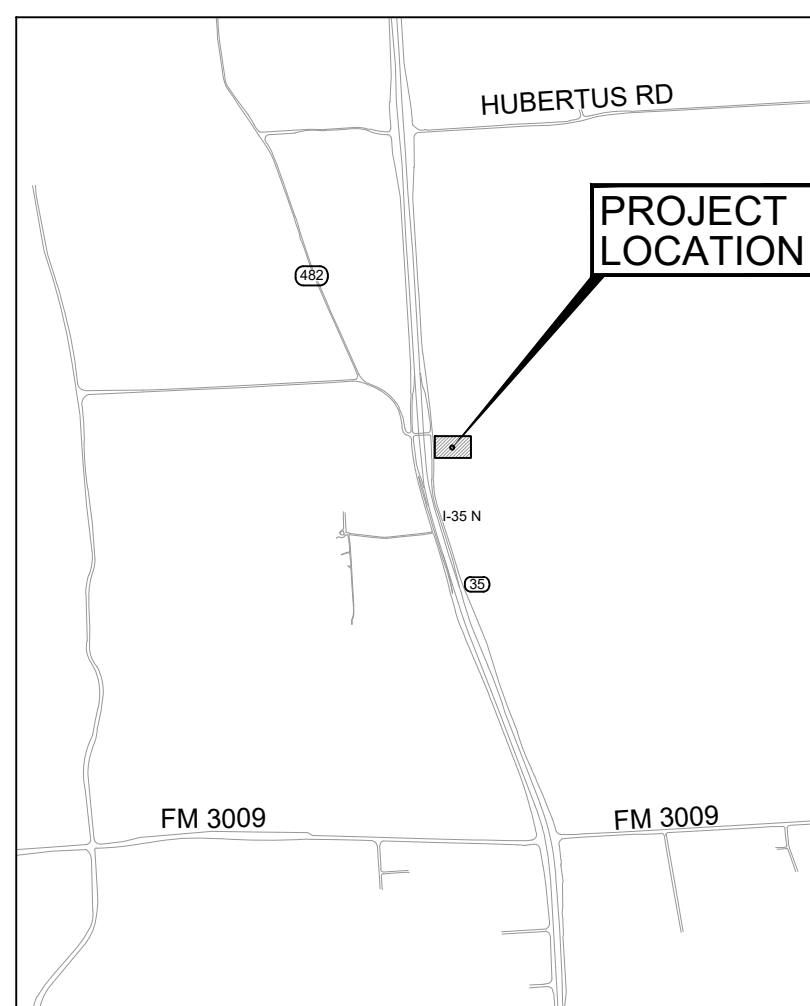 HUBERTUS RD
PROJECT
LOCATION
482
I-35 N
35
FM 3009
FM 3009